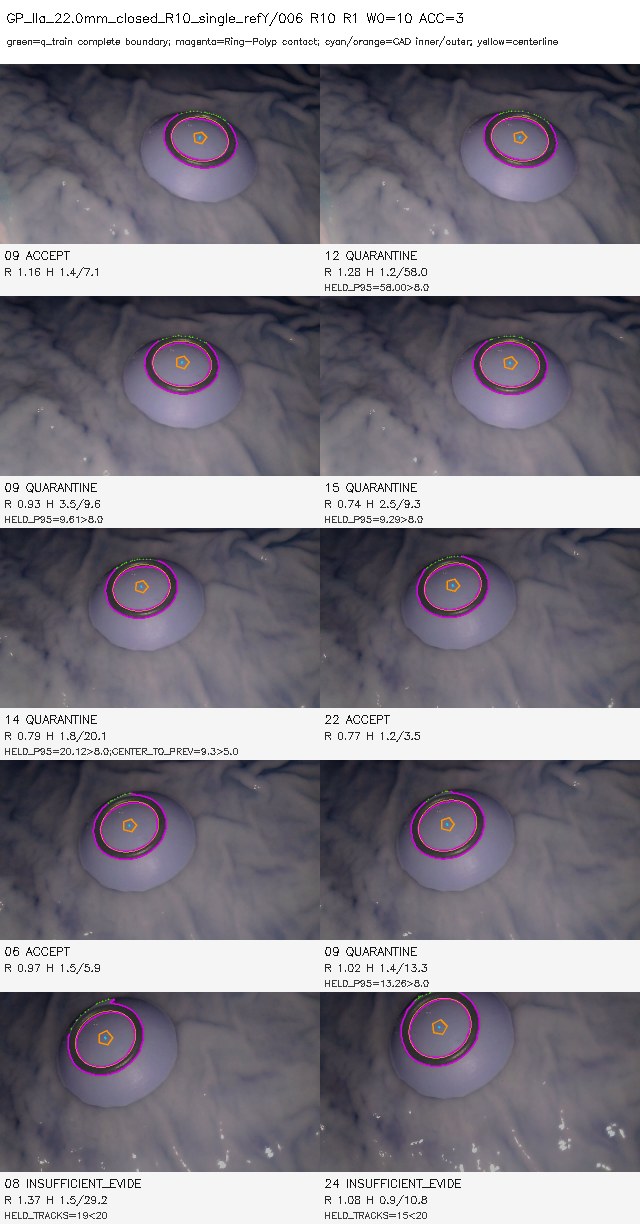 GP_IIa_22.0mm_closed_R10_single_refY/006 R10 R1 W0=10 ACC=3
green=q_train complete boundary; magenta=Ring-Polyp contact; cyan/orange=CAD inner/outer; yellow=centerline
09 ACCEPT
R 1.16 H 1.4/7.1
12 QUARANTINE
R 1.28 H 1.2/58.0
HELD_P95=58.00>8.0
09 QUARANTINE
R 0.93 H 3.5/9.6
HELD_P95=9.61>8.0
15 QUARANTINE
R 0.74 H 2.5/9.3
HELD_P95=9.29>8.0
14 QUARANTINE
R 0.79 H 1.8/20.1
HELD_P95=20.12>8.0;CENTER_TO_PREV=9.3>5.0
22 ACCEPT
R 0.77 H 1.2/3.5
06 ACCEPT
R 0.97 H 1.5/5.9
09 QUARANTINE
R 1.02 H 1.4/13.3
HELD_P95=13.26>8.0
08 INSUFFICIENT_EVIDE
R 1.37 H 1.5/29.2
HELD_TRACKS=19<20
24 INSUFFICIENT_EVIDE
R 1.08 H 0.9/10.8
HELD_TRACKS=15<20